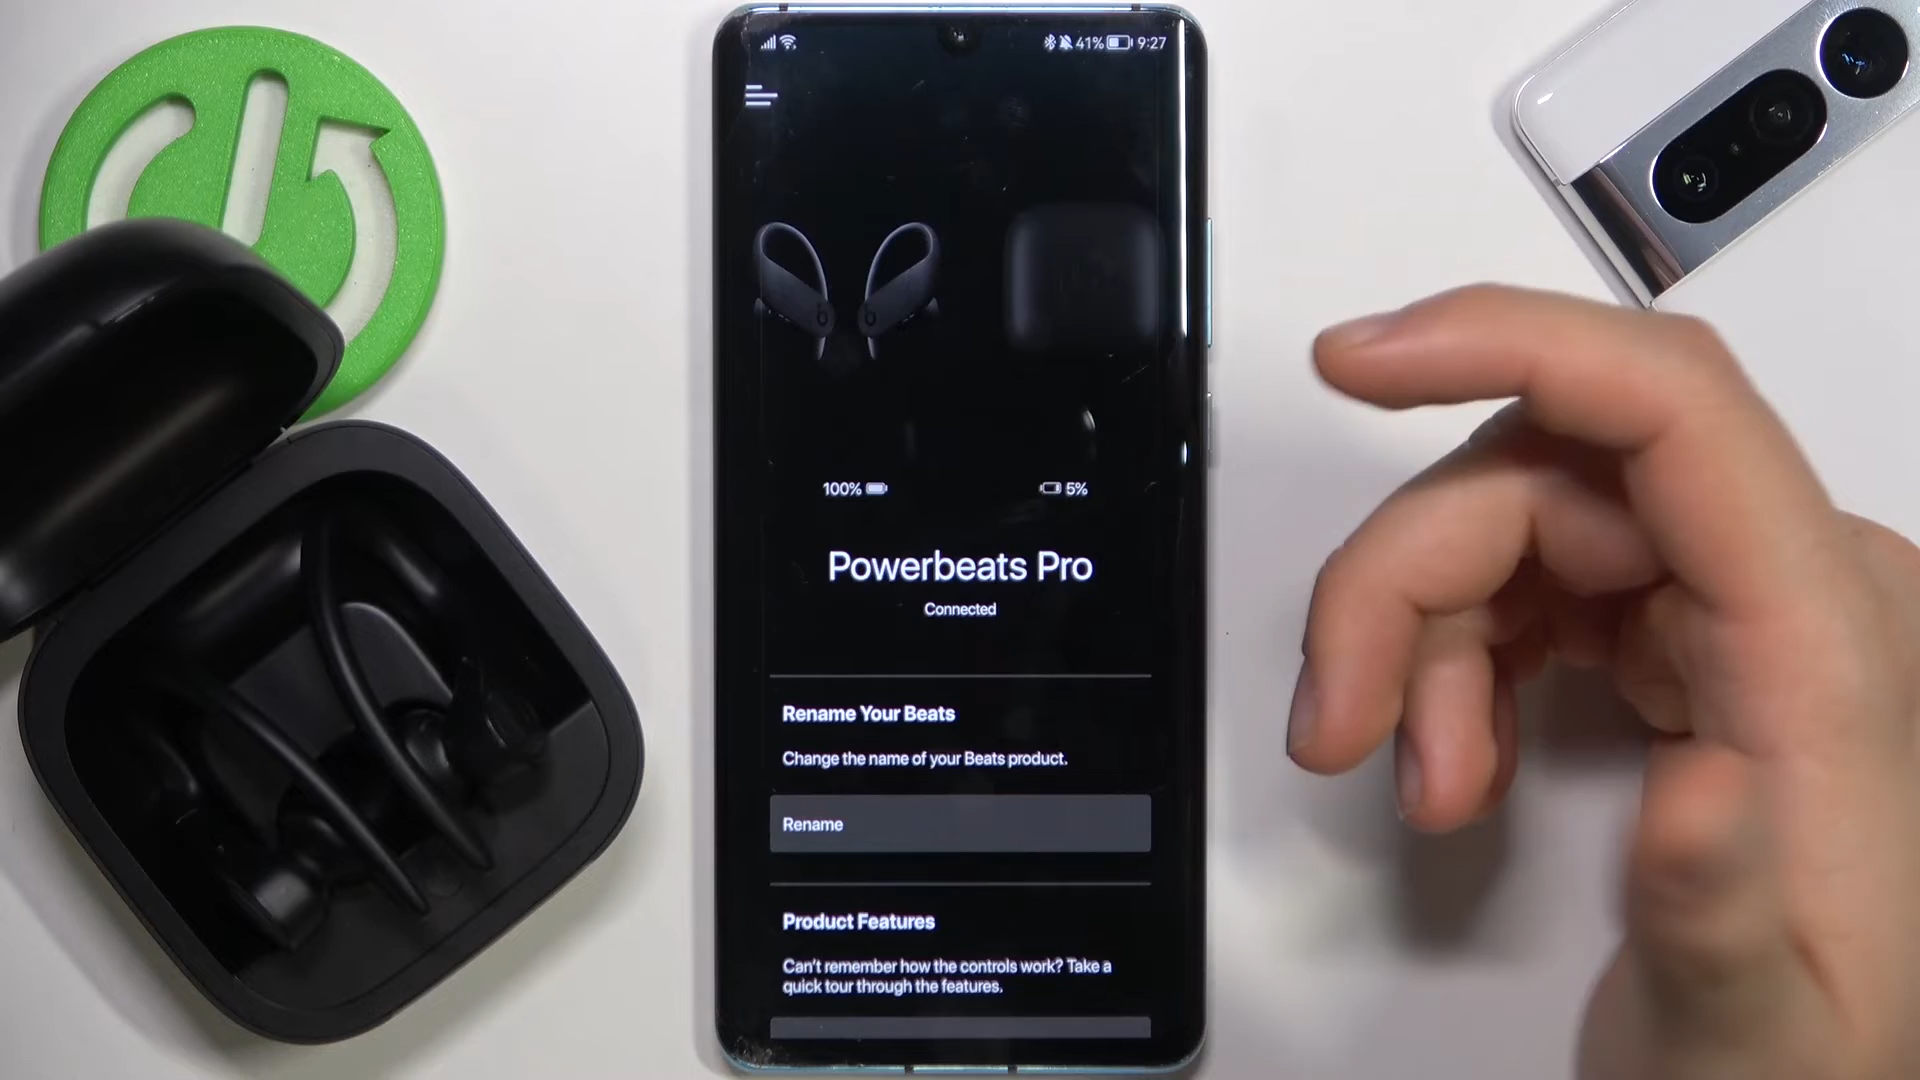 41% 9:27
100% 5%
Powerbeats Pro
Connected
Rename Your Beats
Change the name of your Beats product.
Rename
Product Features
Can't remember how the controls work? Take a
quick tour through the features.